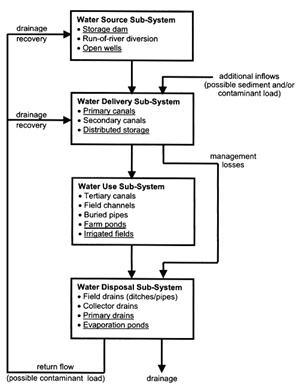 drainage
recovery
Water Source Sub-System
• Storage dam
• Run-of-river diversion
• Open wells
additional inflows
(possible sediment and/or
contaminant load)
drainage
recovery
Water Delivery Sub-System
• Primary canals
• Secondary canals
• Distributed storage
management
losses
Water Use Sub-System
• Tertiary canals
• Field channels
• Buried pipes
• Farm ponds
• Irrigated fields
Water Disposal Sub-System
• Field drains (ditches/pipes)
• Collector drains
• Primary drains
• Evaporation ponds
return flow
(possible contaminant load)
drainage